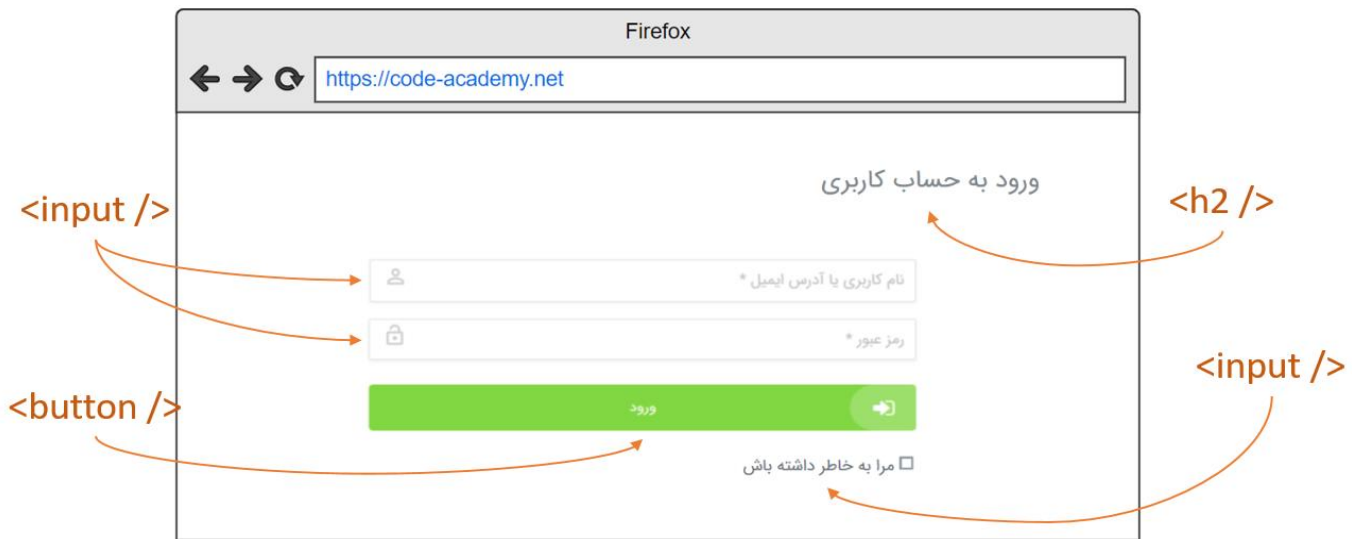 Firefox
https://code-academy.net
ورود به حساب کاربری
<h2 />
<input />
نام کاربری یا آدرس ایمیل *
رمز عبور *
<input />
<button />
ورود
مرا به خاطر داشته باش